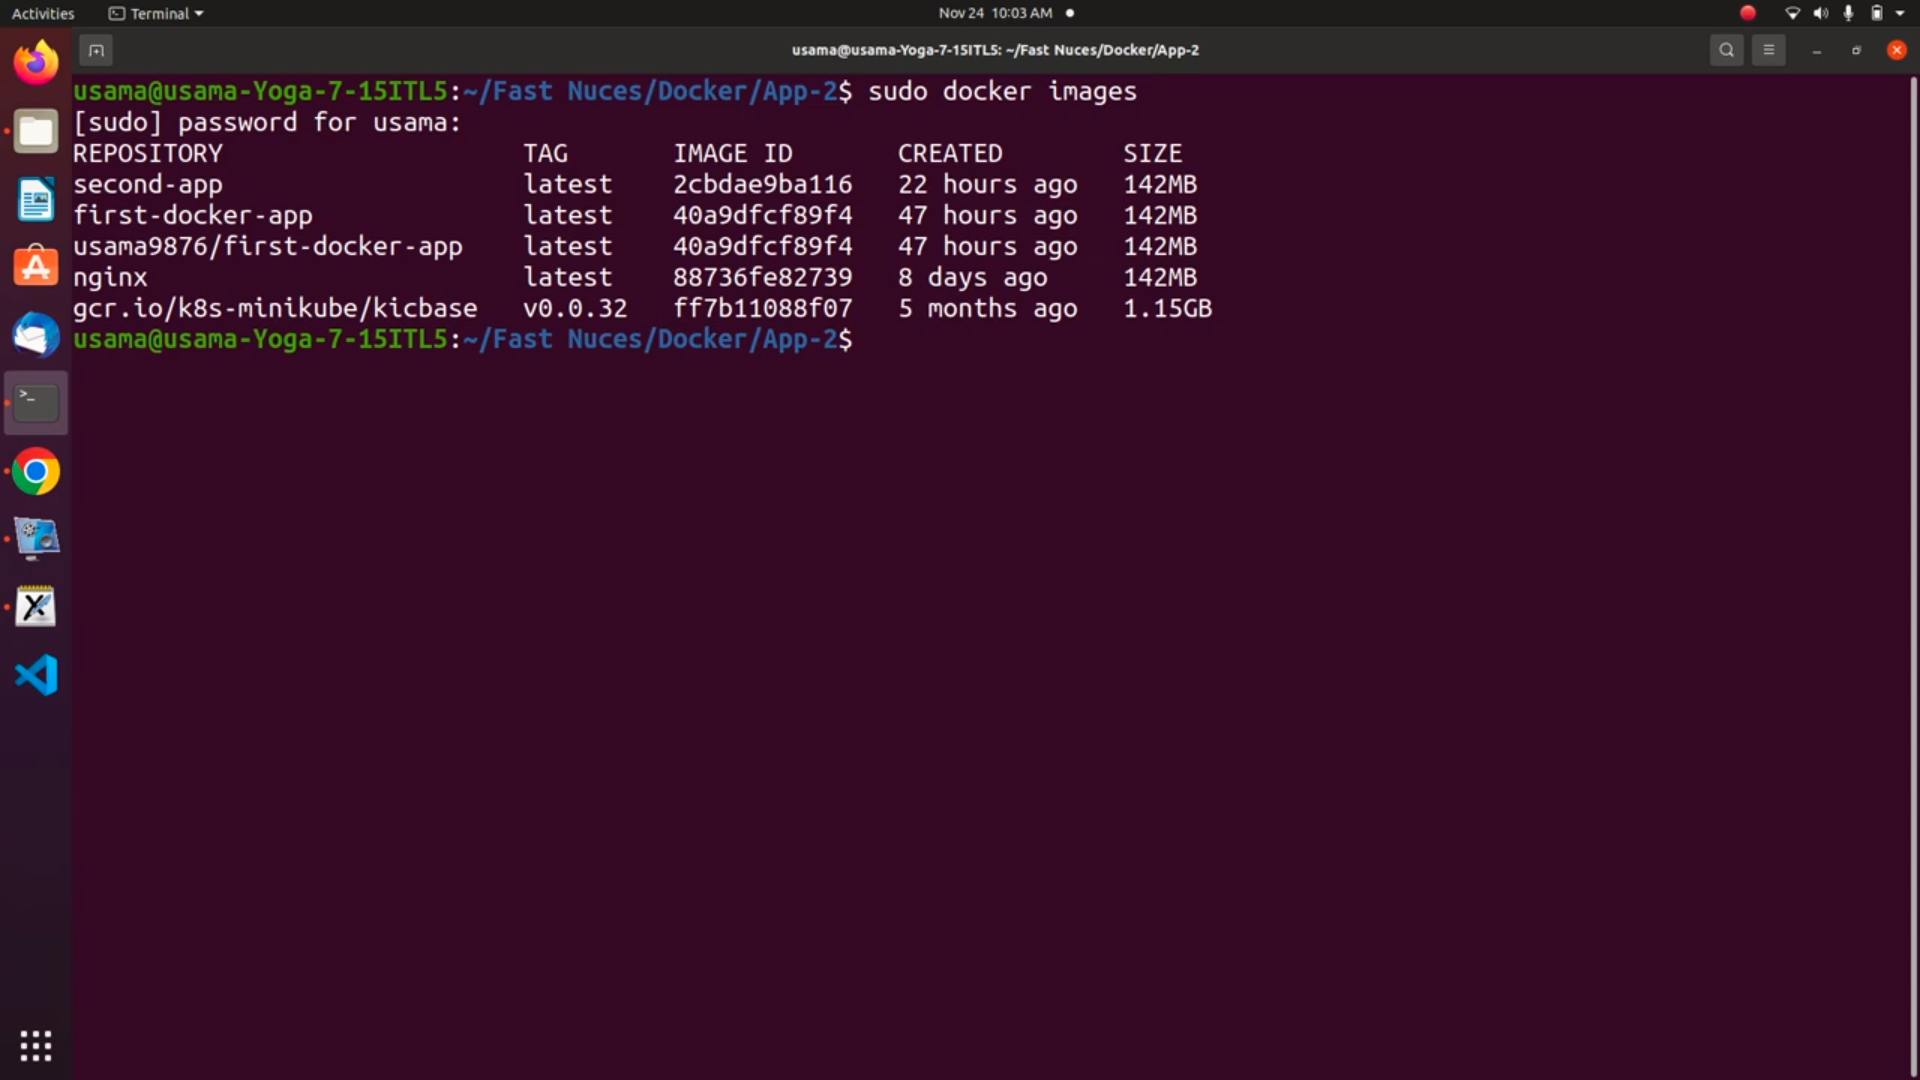 Activities Terminal Nov 24 10:03 AM
usama@usama-Yoga-7-15ITL5: ~/Fast Nuces/Docker/App-2
usama@usama-Yoga-7-15ITL5:~/Fast Nuces/Docker/App-2$ sudo docker images
[sudo] password for usama:
REPOSITORY TAG IMAGE ID CREATED SIZE
second-app latest 2cbdae9ba116 22 hours ago 142MB
first-docker-app latest 40a9dfcf89f4 47 hours ago 142MB
usama9876/first-docker-app latest 40a9dfcf89f4 47 hours ago 142MB
nginx latest 88736fe82739 8 days ago 142MB
gcr.io/k8s-minikube/kicbase v0.0.32 ff7b11088f07 5 months ago 1.15GB
usama@usama-Yoga-7-15ITL5:~/Fast Nuces/Docker/App-2$